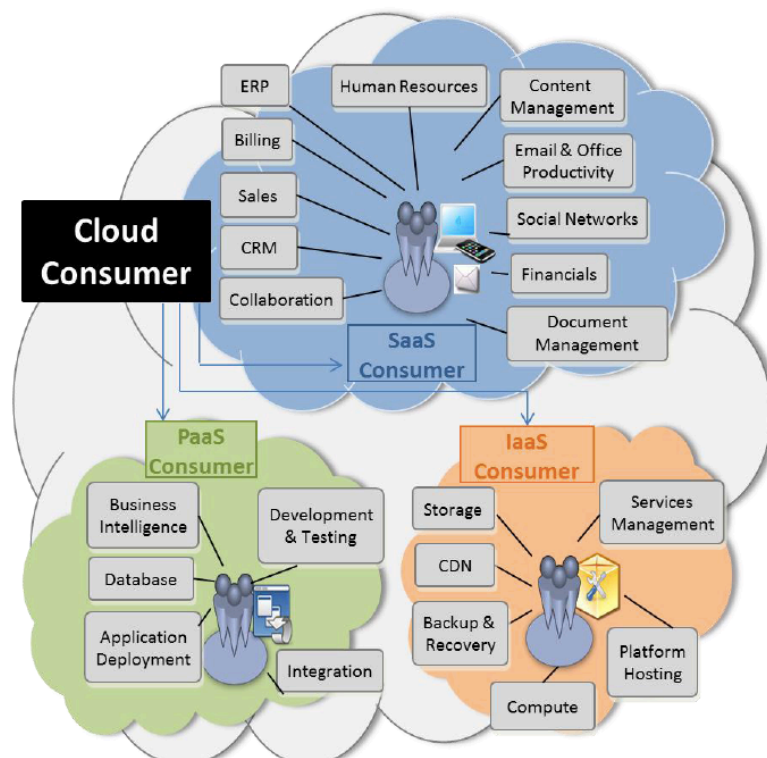 ERP
Human Resources
Content
Management
Billing
Email & Office
Productivity
Sales
Social Networks
Cloud
Consumer
CRM
Financials
Collaboration
Document
Management
SaaS
Consumer
PaaS
Consumer
IaaS
Consumer
Business
Intelligence
Development
& Testing
Database
Application
Deployment
Integration
Storage
Services
Management
CDN
Backup &
Recovery
Platform
Hosting
Compute